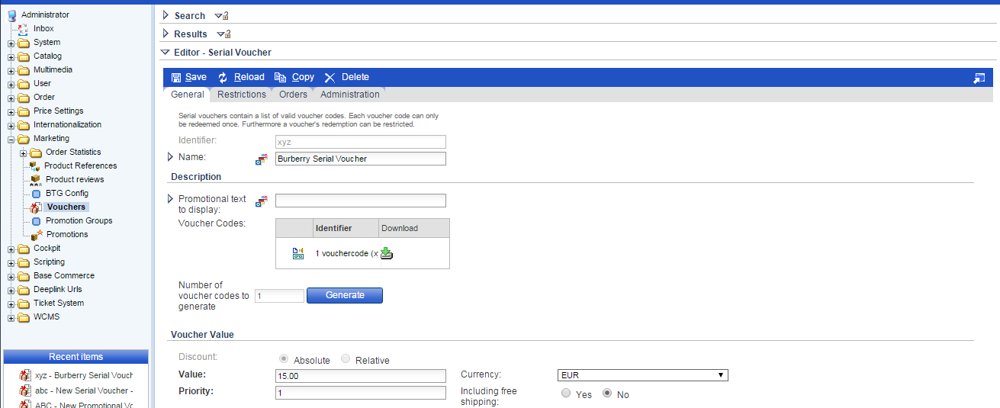 Administrator
Inbox
System
Catalog
Multimedia
User
Order
Price Settings
Internationalization
Marketing
Order Statistics
Product References
Product reviews
BTG Config
Vouchers
Promotion Groups
Promotions
Cockpit
Scripting
Base Commerce
Deeplink Urls
Ticket System
WCMS
Recent items
xyz - Burberry Serial Vouch
abc - New Serial Voucher -
ABC - New Promotional Vo
Search
Results
Editor - Serial Voucher
Save Reload Copy Delete
General Restrictions Orders Administration
Serial vouchers contain a list of valid voucher codes. Each voucher code can only
be redeemed once. Furthermore a voucher's redemption can be restricted.
Identifier: xyz
Name: Burberry Serial Voucher
Description
Promotional text
to display:
Voucher Codes:
Identifier Download
1 vouchercode (x
Number of
voucher codes to
generate
1 Generate
Voucher Value
Discount: Absolute Relative
Value: 15.00 Currency: EUR
Priority: 1 Including free
shipping: Yes No